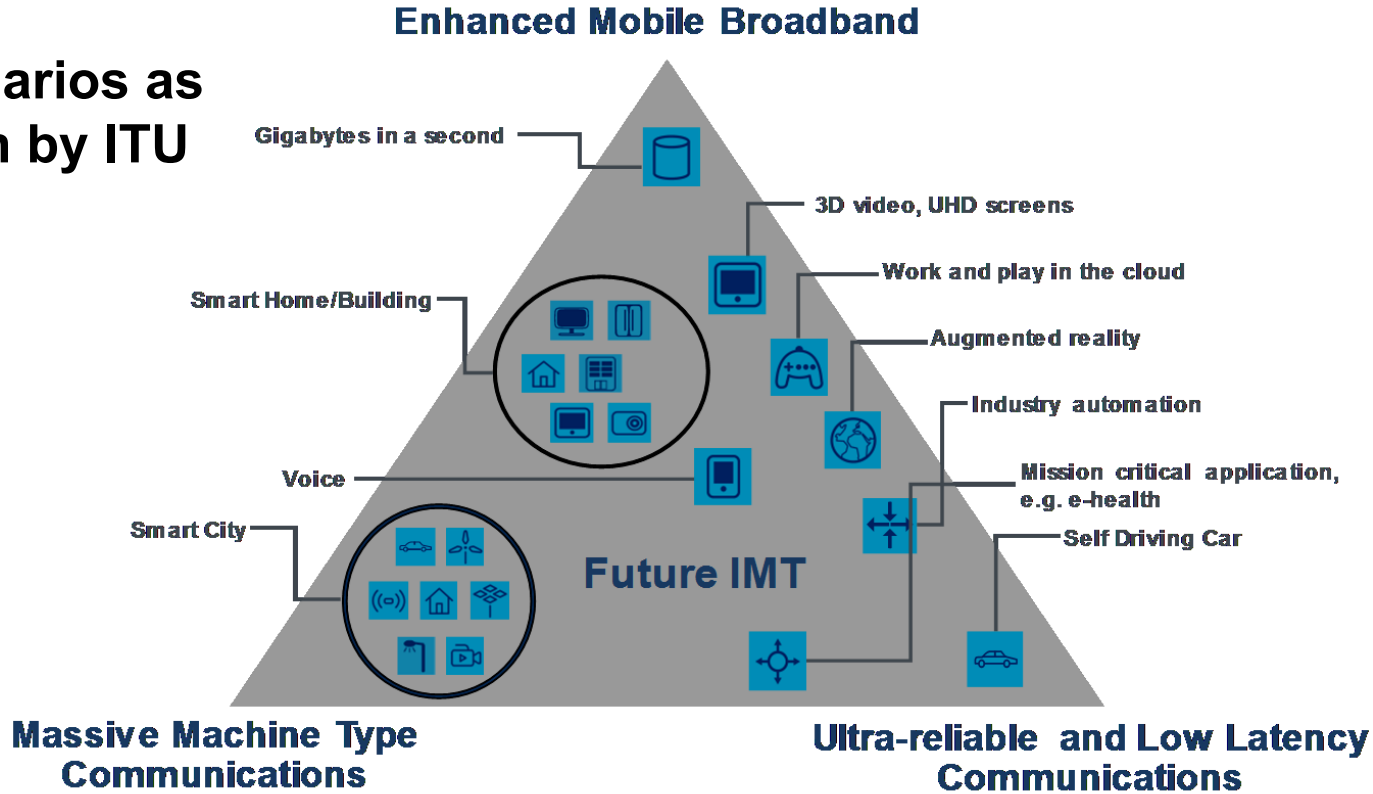 Enhanced Mobile Broadband
arios as
by ITU
Gigabytes in a second
3D video, UHD screens
Work and play in the cloud
Smart Home/Building
Augmented reality
Industry automation
Mission critical application,
e.g. e-health
Voice
Smart City
Self Driving Car
Future IMT
Massive Machine Type
Communications
Ultra-reliable and Low Latency
Communications